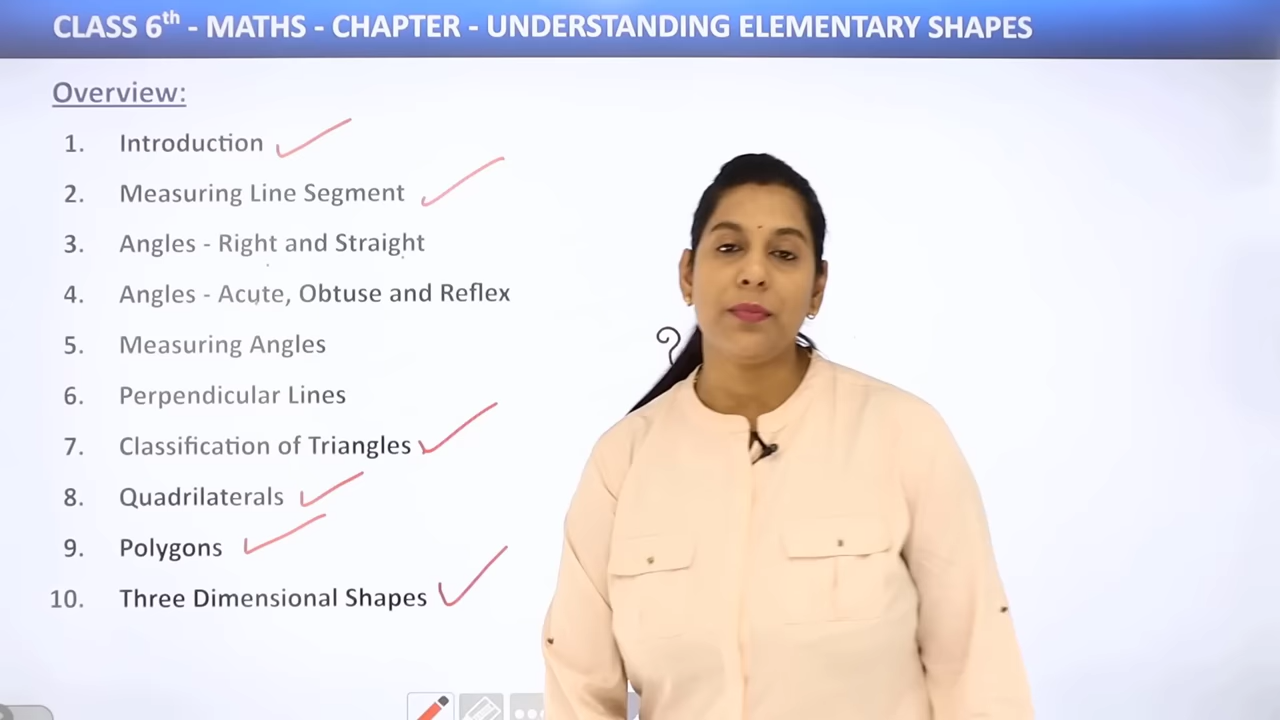 CLASS 6th - MATHS - CHAPTER - UNDERSTANDING ELEMENTARY SHAPES
Overview:
1. Introduction
2. Measuring Line Segment
3. Angles - Right and Straight
4. Angles - Acute, Obtuse and Reflex
5. Measuring Angles
6. Perpendicular Lines
7. Classification of Triangles
8. Quadrilaterals
9. Polygons
10. Three Dimensional Shapes
?